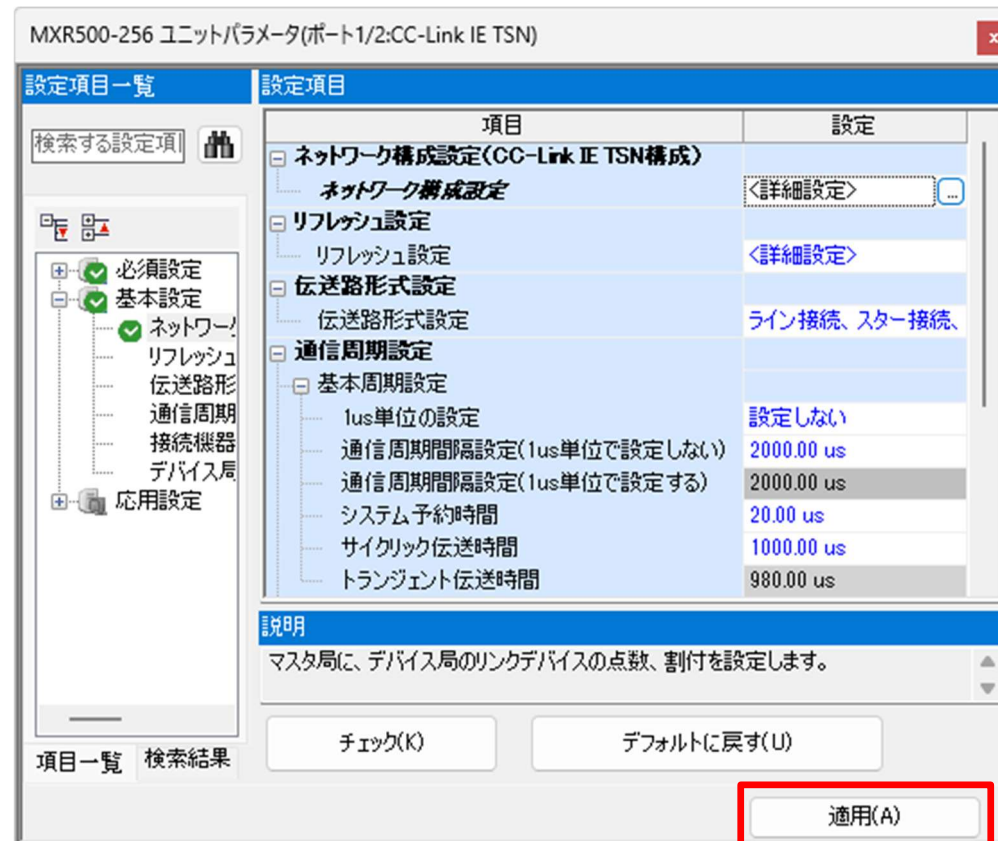 MXR500-256 ユニットパラメータ(ポート1/2:CC-Link IE TSN)
設定項目一覧
検索する設定項
必須設定
基本設定
ネットワーク
リフレッシュ
伝送路形
通信周期
接続機器
デバイス局
応用設定
項目一覧 検索結果
設定項目
項目 設定
ネットワーク構成設定(CC-Link IE TSN構成)
ネットワーク構成設定 <詳細設定> ...
リフレッシュ設定
リフレッシュ設定 <詳細設定>
伝送路形式設定
伝送路形式設定 ライン接続、スター接続、
通信周期設定
基本周期設定
1us単位の設定 設定しない
通信周期間隔設定(1us単位で設定しない) 2000.00 us
通信周期間隔設定(1us単位で設定する) 2000.00 us
システム予約時間 20.00 us
サイクリック伝送時間 1000.00 us
トランジェント伝送時間 980.00 us
説明
マスタ局に、デバイス局のリンクデバイスの点数、割付を設定します。
チェック(K) デフォルトに戻す(U)
適用(A)